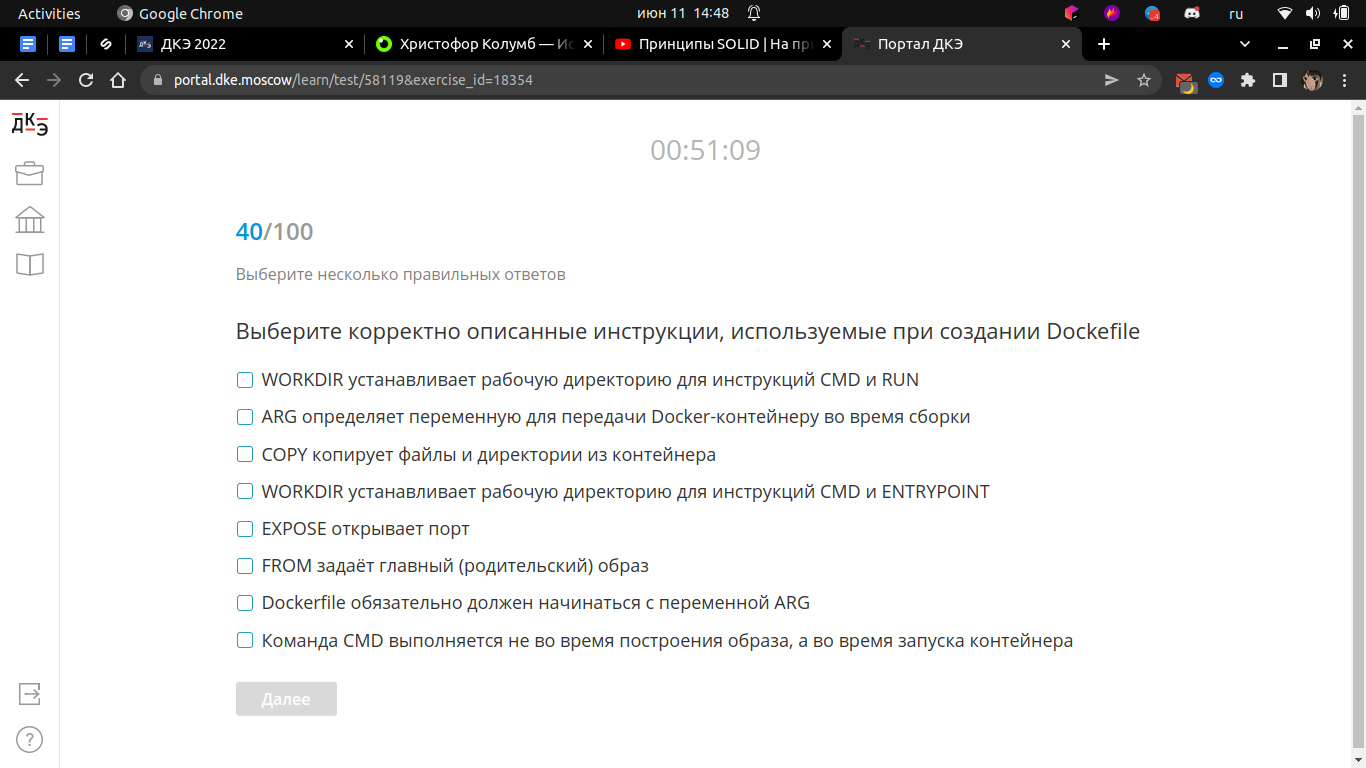 Activities
Google Chrome
июн 11 14:48
ru
ДКЭ 2022
Христофор Колумб — Ис
Принципы SOLID | На пр
Портал ДКЭ
portal.dke.moscow/learn/test/58119&exercise_id=18354
ДКЭ
00:51:09
40/100
Выберите несколько правильных ответов
Выберите корректно описанные инструкции, используемые при создании Dockefile
WORKDIR устанавливает рабочую директорию для инструкций CMD и RUN
ARG определяет переменную для передачи Docker-контейнеру во время сборки
COPY копирует файлы и директории из контейнера
WORKDIR устанавливает рабочую директорию для инструкций CMD и ENTRYPOINT
EXPOSE открывает порт
FROM задаёт главный (родительский) образ
Dockerfile обязательно должен начинаться с переменной ARG
Команда CMD выполняется не во время построения образа, а во время запуска контейнера
Далее